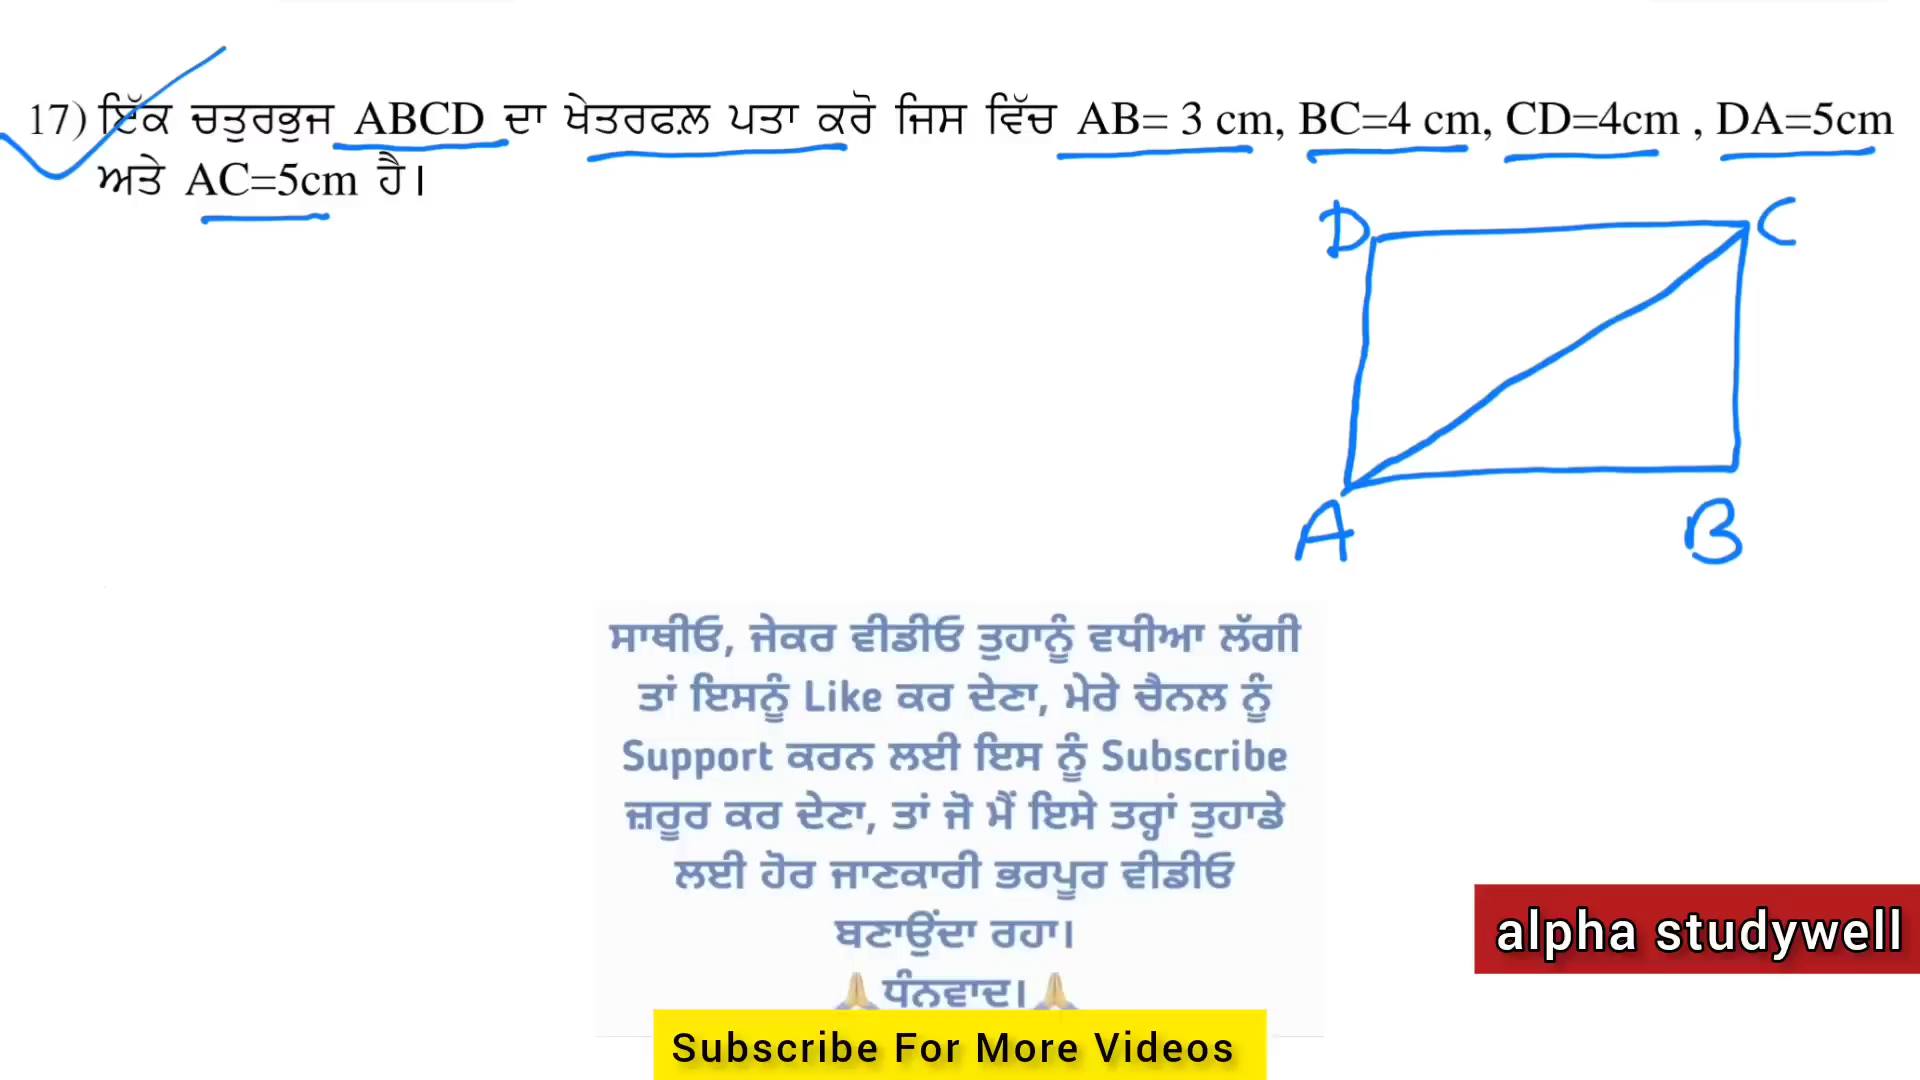 17) ਇੱਕ ਚਤੁਰਭੁਜ ABCD ਦਾ ਖੇਤਰਫਲ਼ ਪਤਾ ਕਰੋ ਜਿਸ ਵਿੱਚ AB= 3 cm, BC=4 cm, CD=4cm , DA=5cm
ਅਤੇ AC=5cm ਹੈ।
D
C
A
B
ਸਾਥੀਓ, ਜੇਕਰ ਵੀਡੀਓ ਤੁਹਾਨੂੰ ਵਧੀਆ ਲੱਗੀ
ਤਾਂ ਇਸਨੂੰ Like ਕਰ ਦੇਣਾ, ਮੇਰੇ ਚੈਨਲ ਨੂੰ
Support ਕਰਨ ਲਈ ਇਸ ਨੂੰ Subscribe
ਜ਼ਰੂਰ ਕਰ ਦੇਣਾ, ਤਾਂ ਜੋ ਮੈਂ ਇਸੇ ਤਰ੍ਹਾਂ ਤੁਹਾਡੇ
ਲਈ ਹੋਰ ਜਾਣਕਾਰੀ ਭਰਪੂਰ ਵੀਡੀਓ
ਬਣਾਉਂਦਾ ਰਹਾ।
🙏ਧੰਨਵਾਦ।🙏
alpha studywell
Subscribe For More Videos